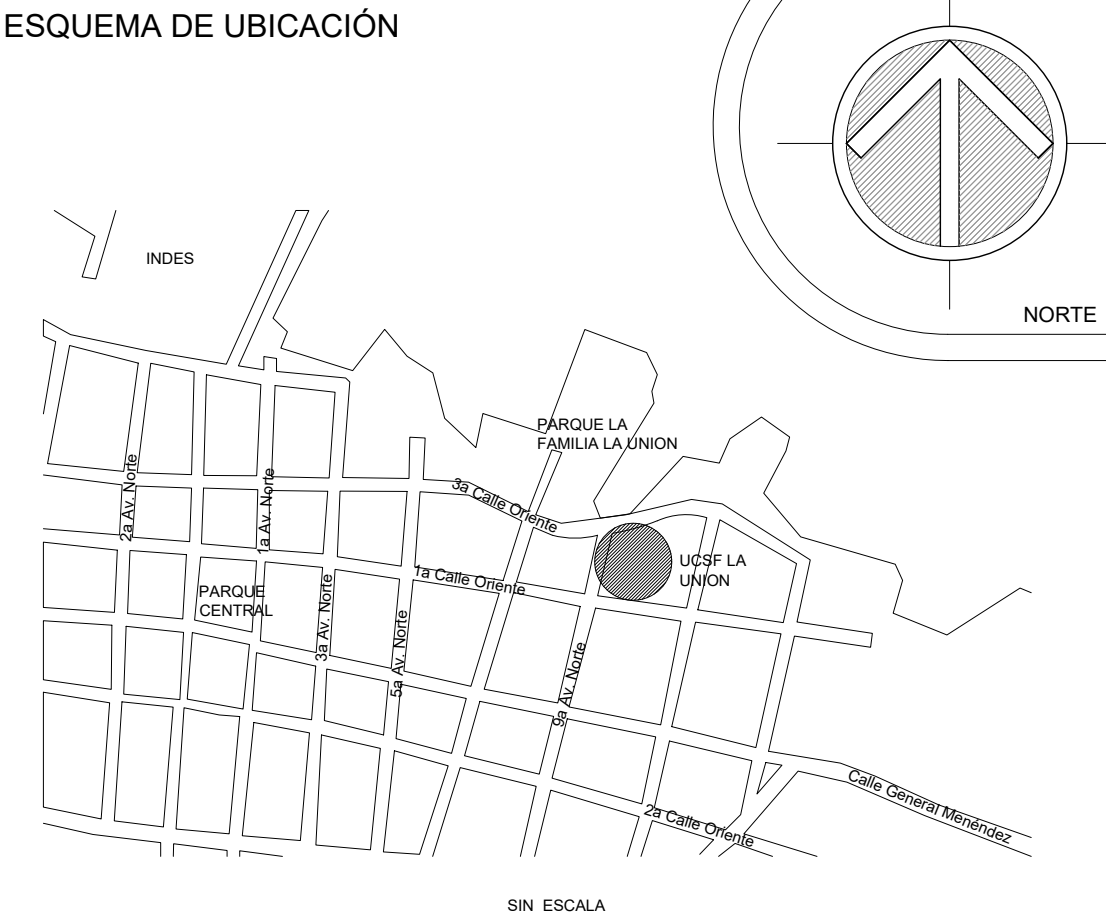 ESQUEMA DE UBICACIÓN
INDES
NORTE
PARQUE LA
FAMILIA LA UNION
2a Av. Norte
1a Av. Norte
3a Calle Oriente
UCSF LA
UNION
1a Calle Oriente
PARQUE
CENTRAL
3a Av. Norte
5a Av. Norte
9a Av. Norte
Calle General Menéndez
2a Calle Oriente
SIN ESCALA